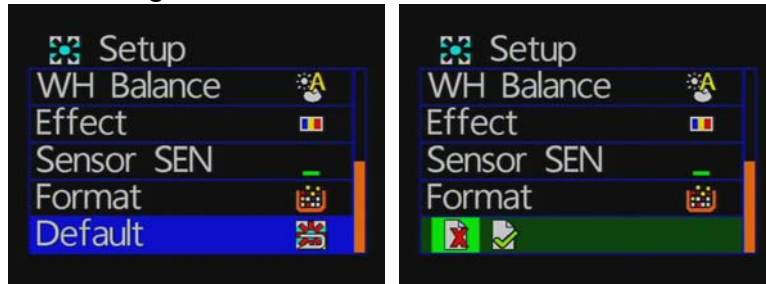 Setup
WH Balance
A
Effect
Sensor SEN
Format
Default
Setup
WH Balance
A
Effect
Sensor SEN
Format